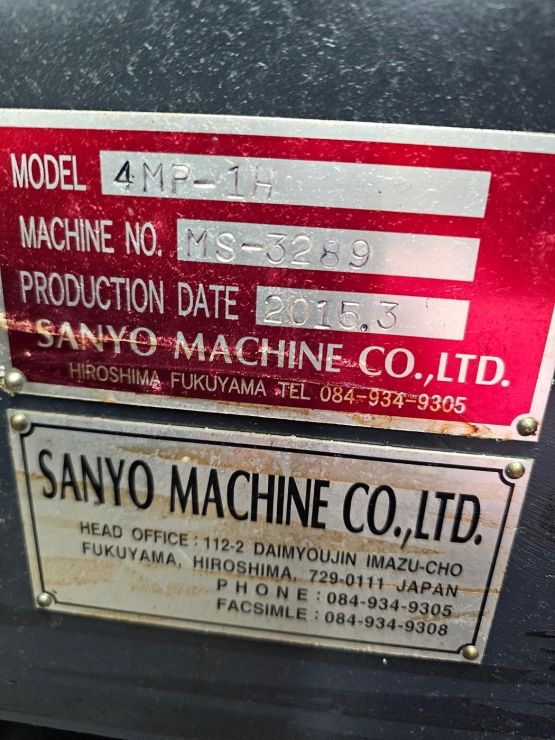 MODEL 4MP-1H
MACHINE NO. MS-3289
PRODUCTION DATE 2015.3
SANYO MACHINE CO.,LTD.
HIROSHIMA FUKUYAMA TEL 084-934-9305
SANYO MACHINE CO.,LTD.
HEAD OFFICE : 112-2 DAIMYOUJIN IMAZU-CHO
FUKUYAMA, HIROSHIMA, 729-0111 JAPAN
PHONE : 084-934-9305
FACSIMLE : 084-934-9308